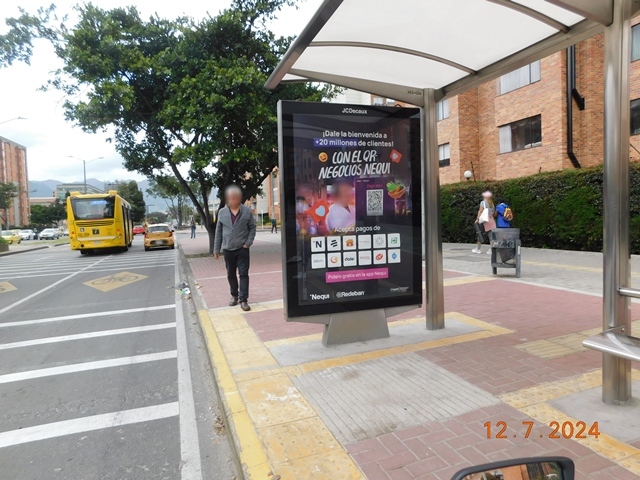 JCDecaux
¡Dale la bienvenida a
+20 millones de clientes!
CON EL QR
NEGOCIOS NEQUI
Acepta pagos de
Pídelo gratis en la app Nequi
Nequi
Redeban
12.7.2024